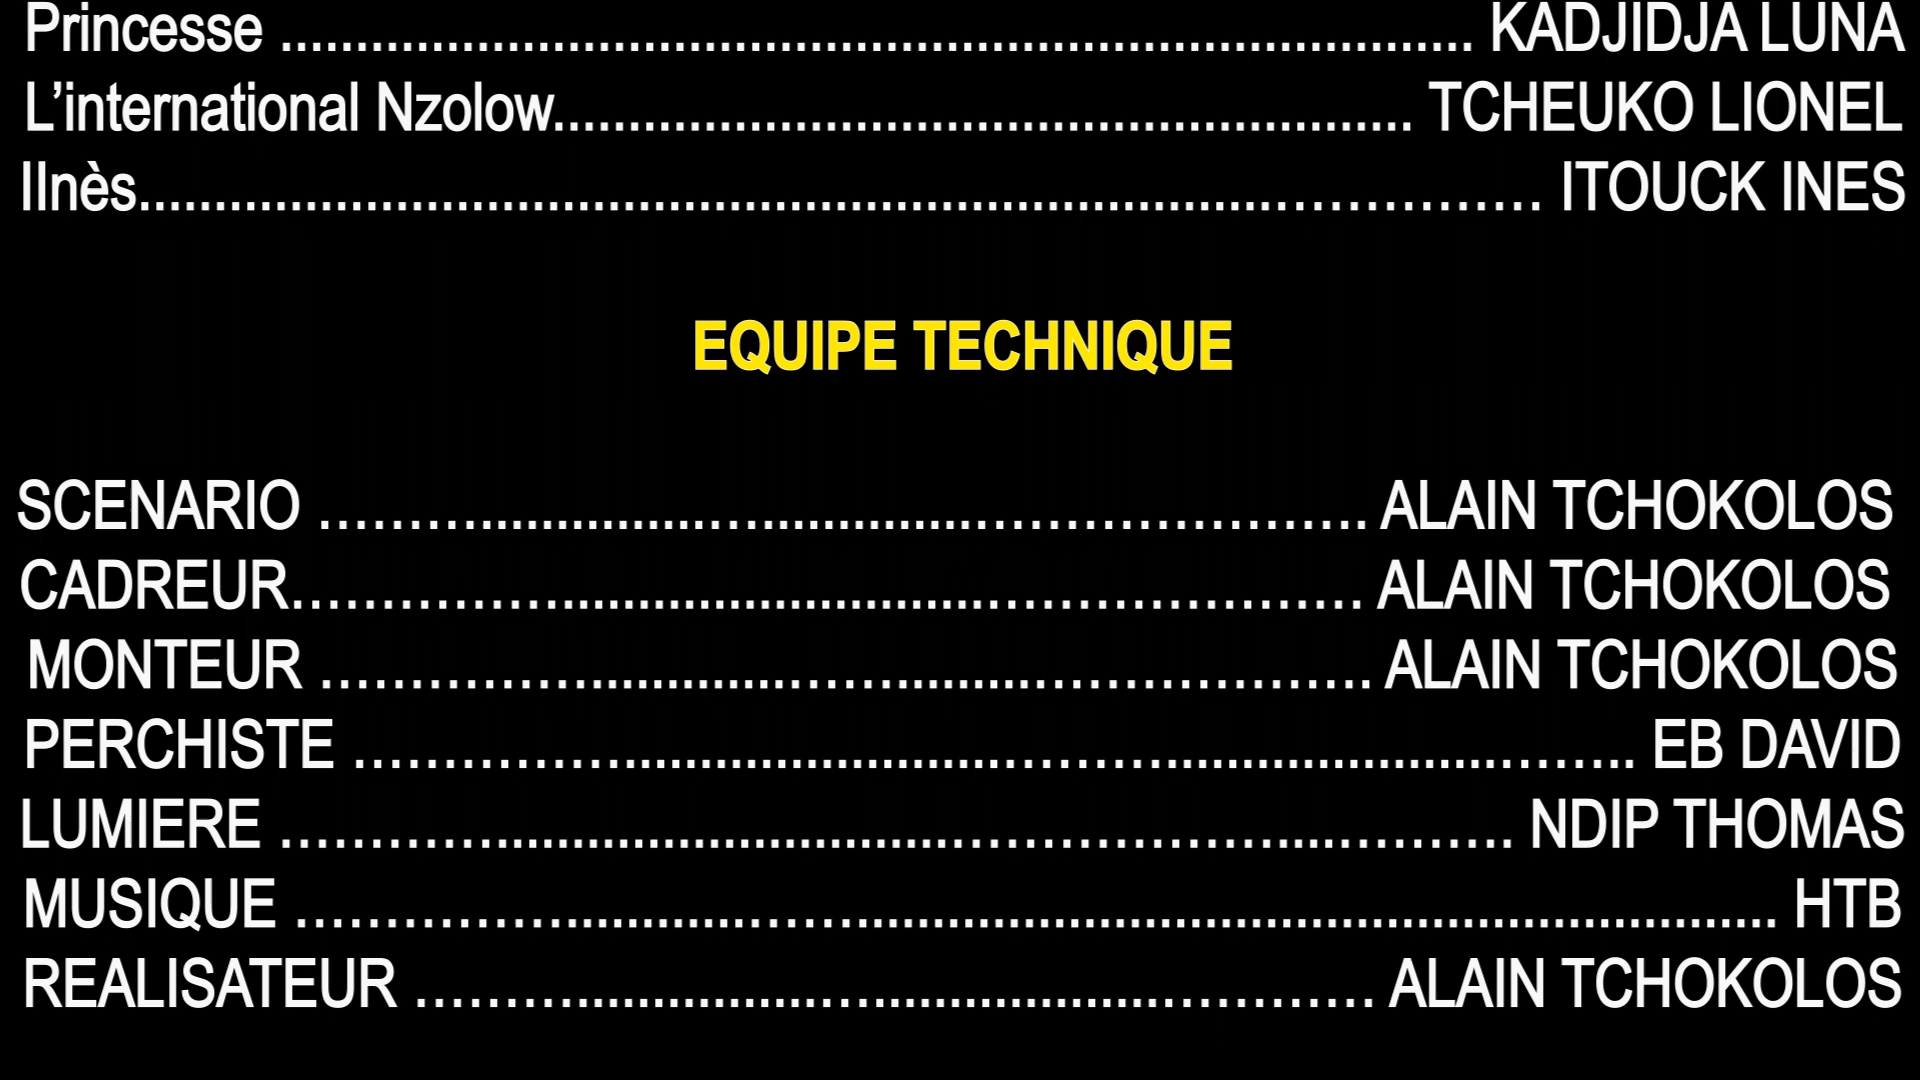 Princesse ............................................................................... KADJIDJA LUNA
L’international Nzolow......................................................... TCHEUKO LIONEL
IInès...........................................................................…………… ITOUCK INES
EQUIPE TECHNIQUE
SCENARIO ………...............……..............………………… ALAIN TCHOKOLOS
CADREUR……………............................………………… ALAIN TCHOKOLOS
MONTEUR ……………..............……..........……………… ALAIN TCHOKOLOS
PERCHISTE ……………..........................………......................…….. EB DAVID
LUMIERE …………..............................………………...……… NDIP THOMAS
MUSIQUE ……………............……............................................................. HTB
REALISATEUR ………................……...................………… ALAIN TCHOKOLOS